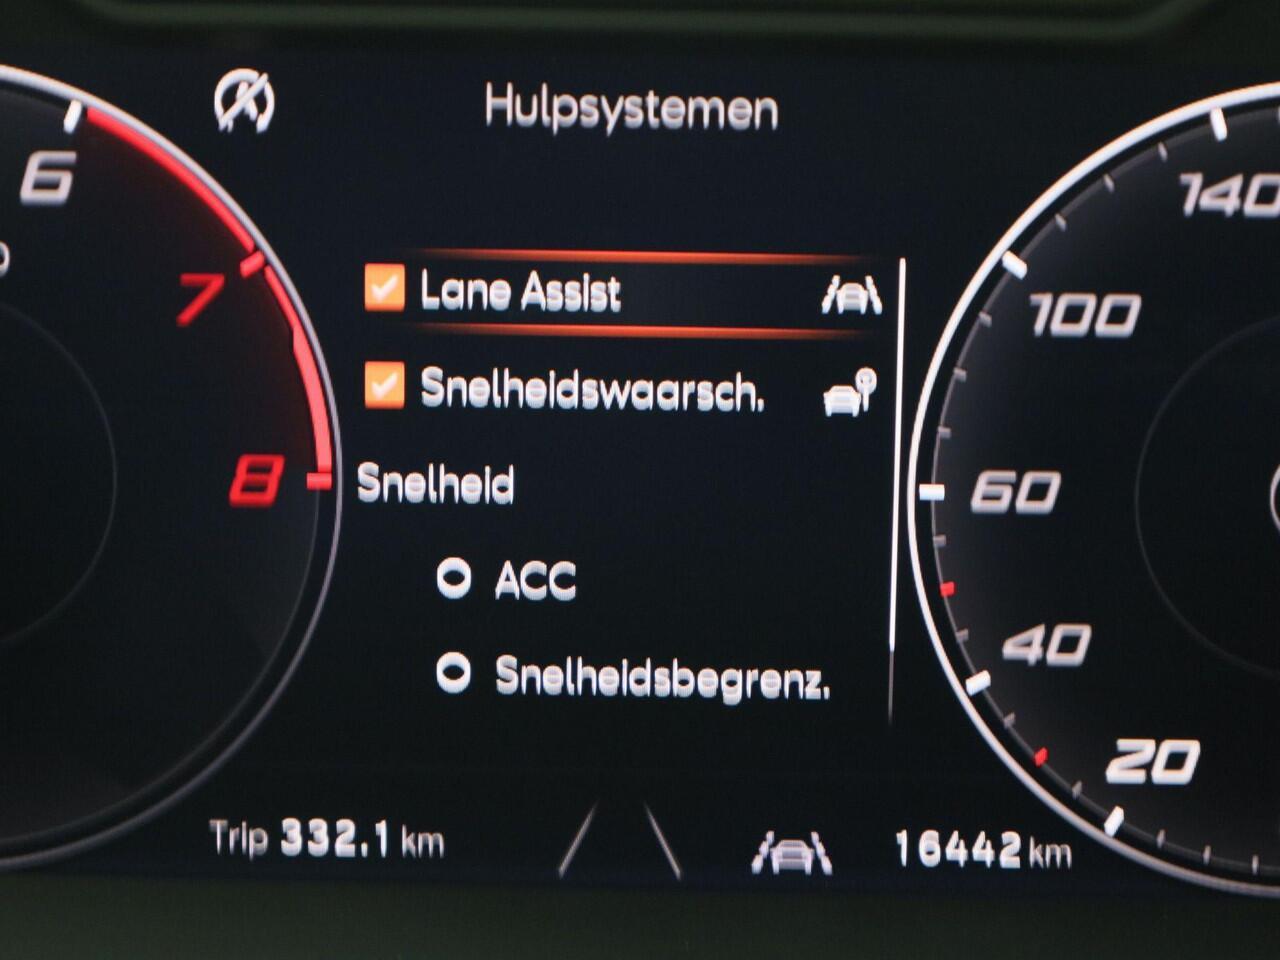 Hulpsystemen
6
7
8
Lane Assist
Snelheidswaarsch.
Snelheid
ACC
Snelheidsbegrenz.
140
100
60
40
20
Trip 332.1 km
16442 km